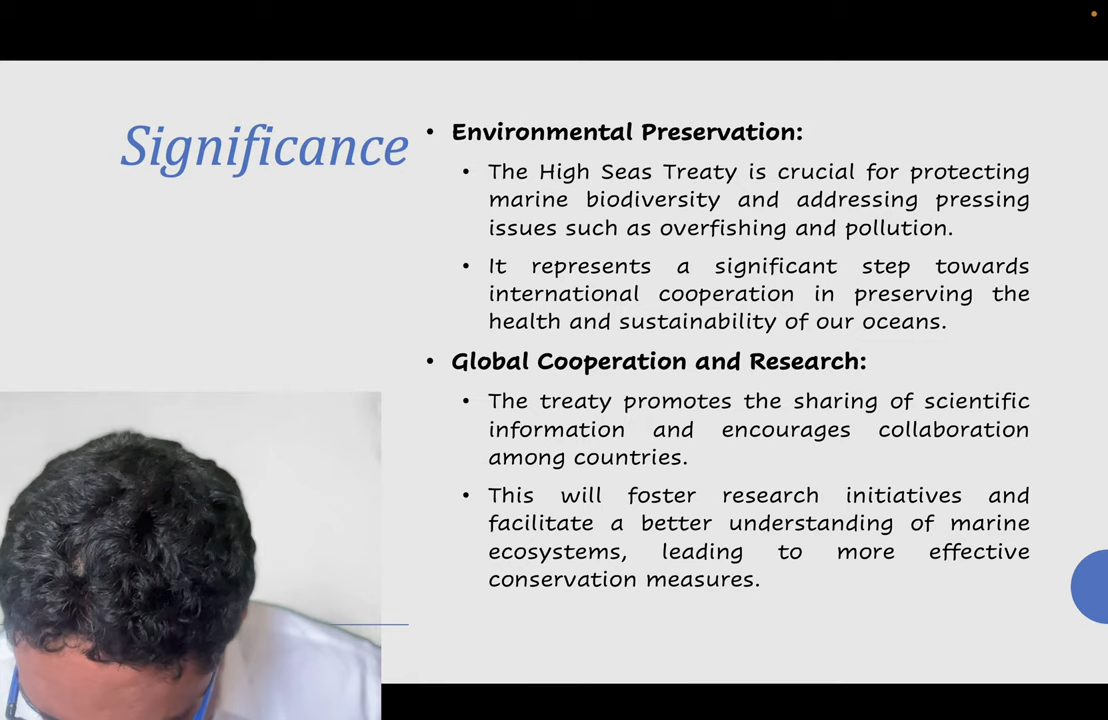 Significance
• Environmental Preservation:
• The High Seas Treaty is crucial for protecting
marine biodiversity and addressing pressing
issues such as overfishing and pollution.
• It represents a significant step towards
international cooperation in preserving the
health and sustainability of our oceans.
• Global Cooperation and Research:
• The treaty promotes the sharing of scientific
information and encourages collaboration
among countries.
• This will foster research initiatives and
facilitate a better understanding of marine
ecosystems, leading to more effective
conservation measures.